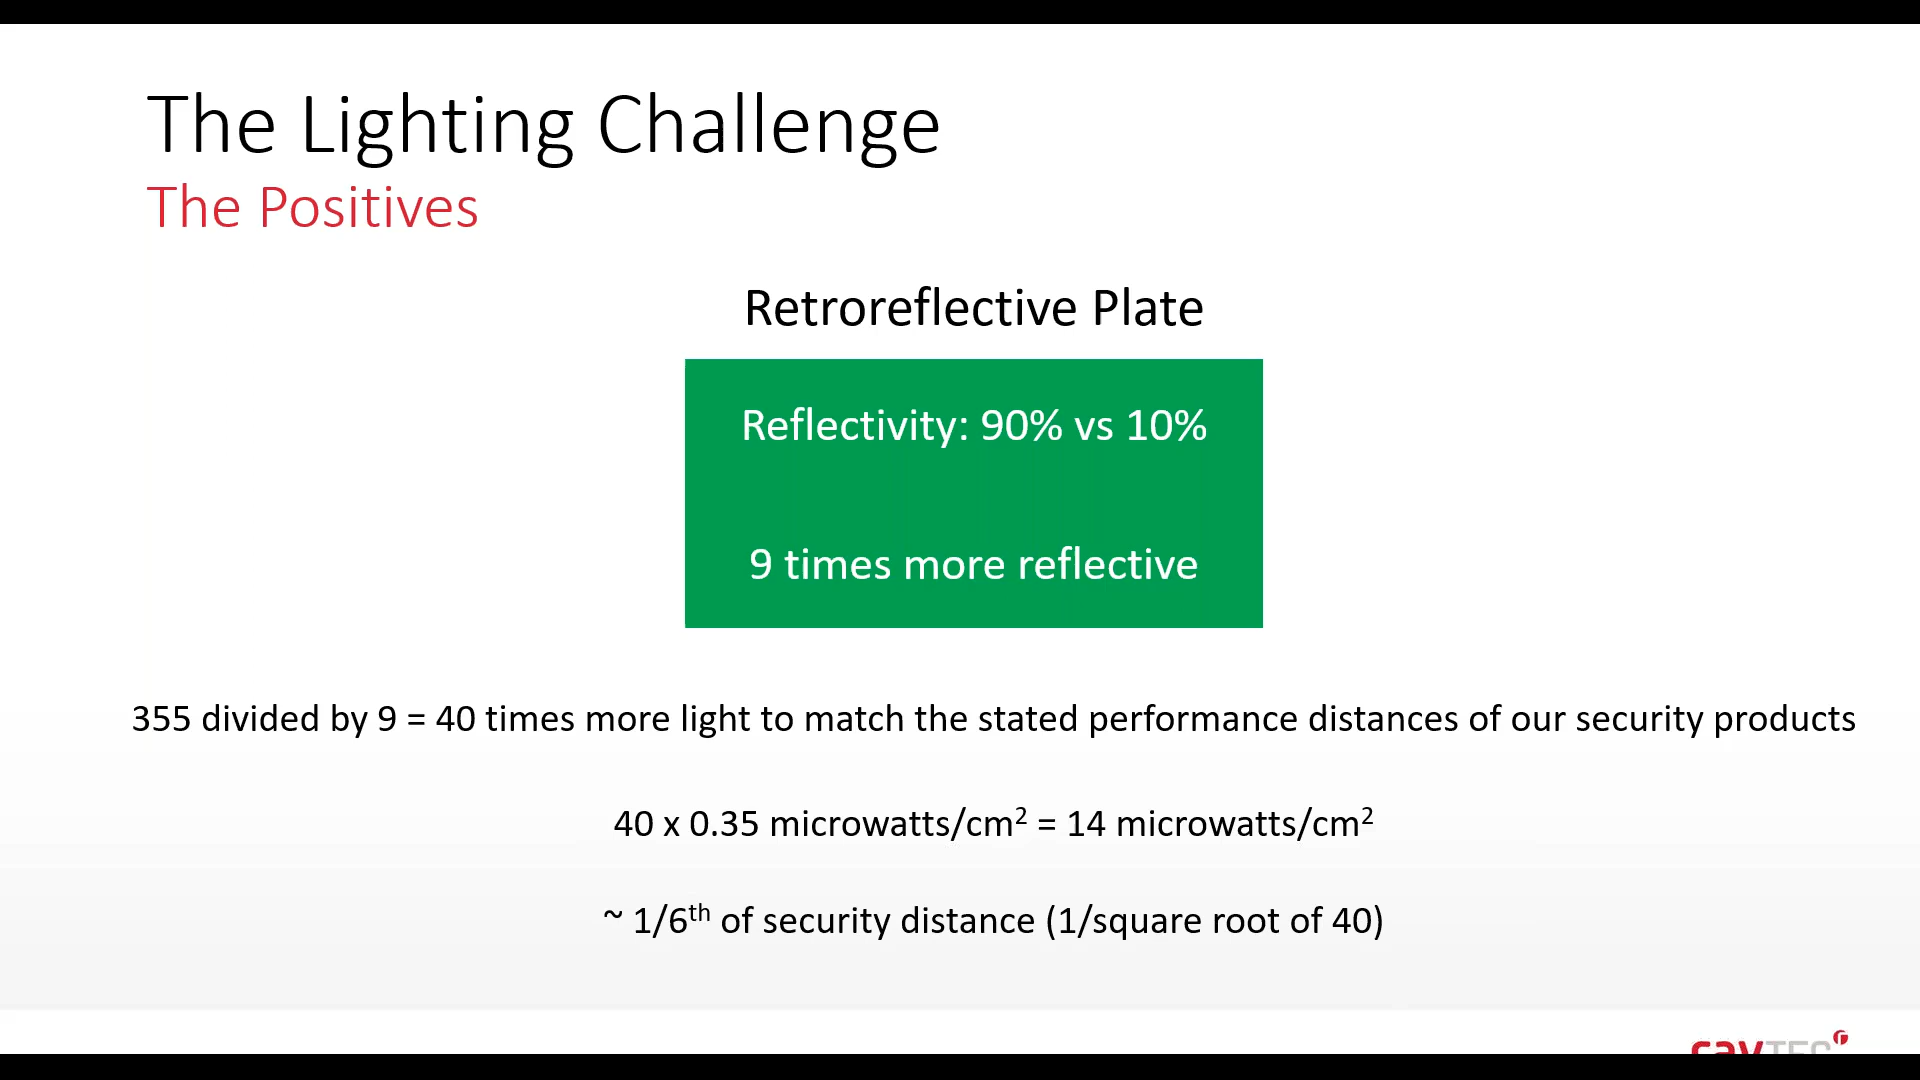 The Lighting Challenge
The Positives
Retroreflective Plate
Reflectivity: 90% vs 10%
9 times more reflective
355 divided by 9 = 40 times more light to match the stated performance distances of our security products
40 x 0.35 microwatts/cm² = 14 microwatts/cm²
~ 1/6ᵗʰ of security distance (1/square root of 40)